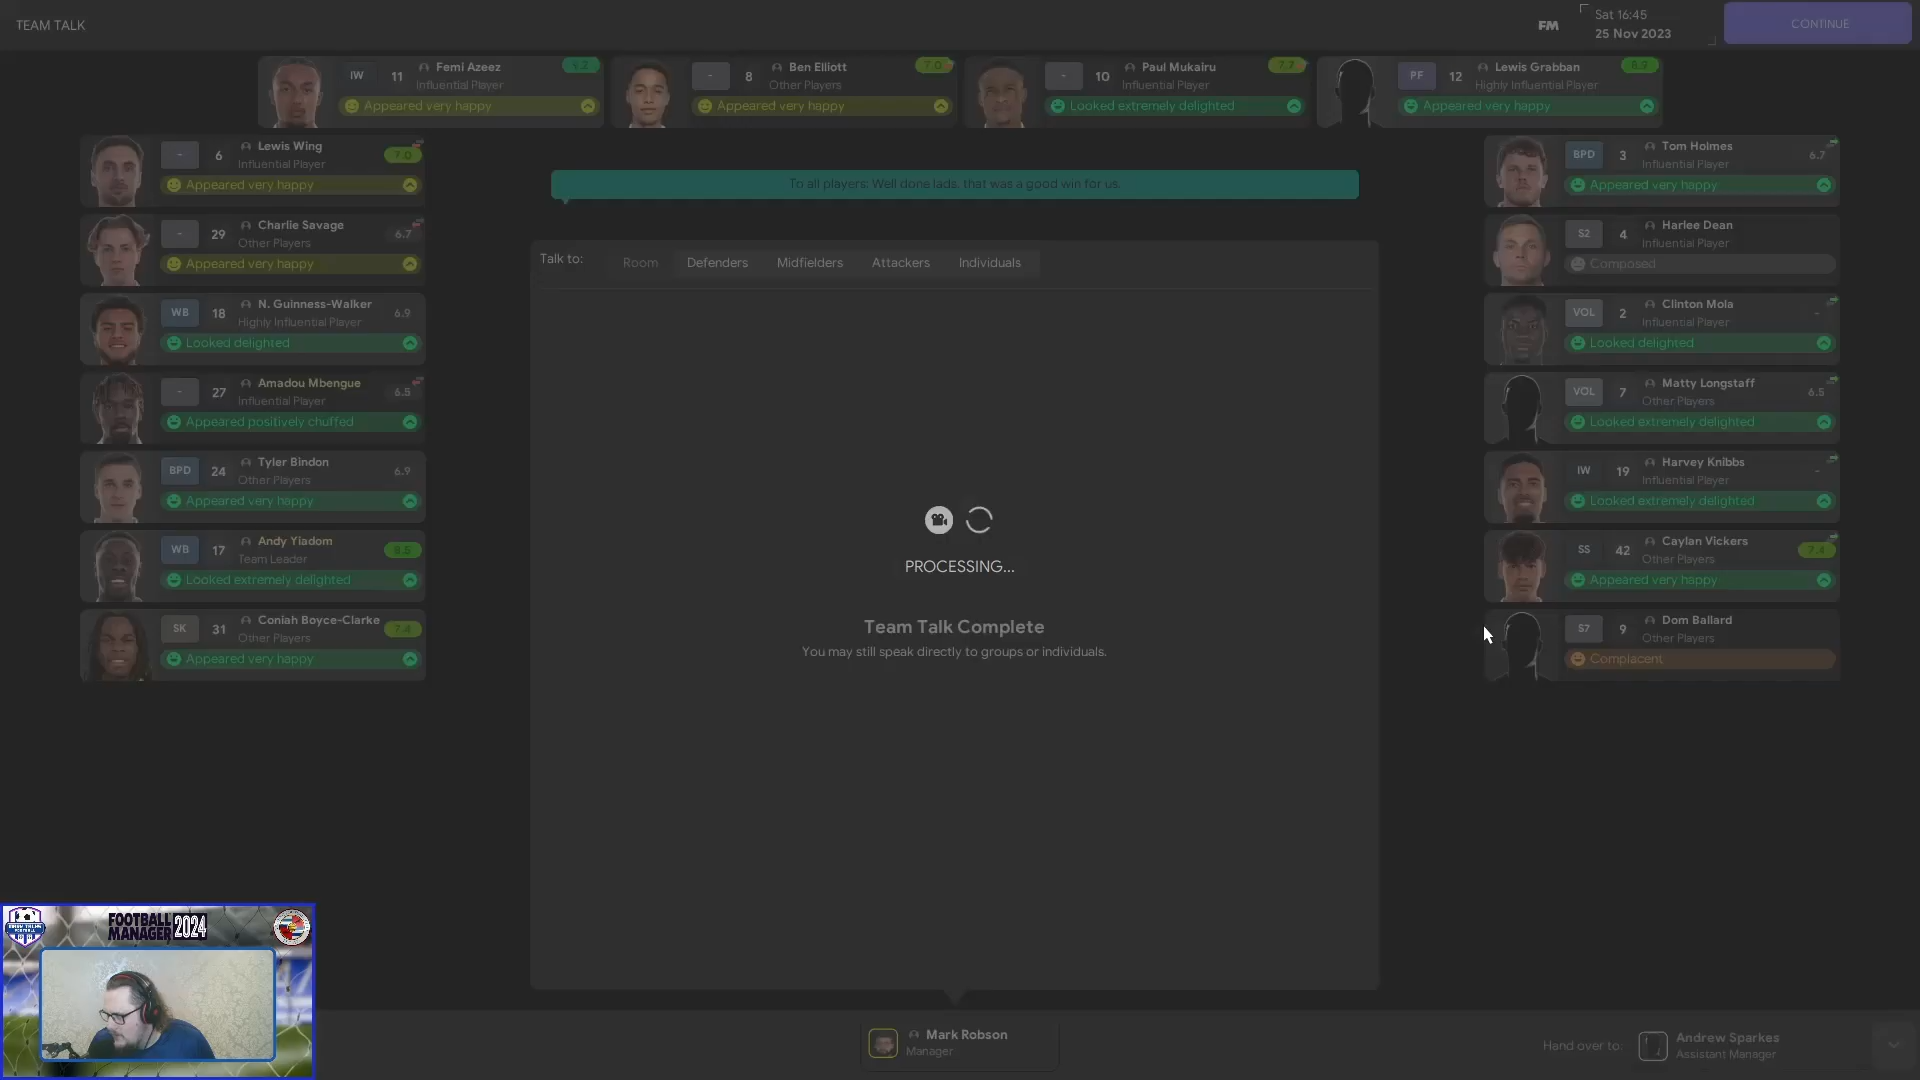 TEAM TALK
FM
Sat 16:45
25 Nov 2023
CONTINUE
IW 11 Femi Azeez
Influential Player
Appeared very happy
- 8 Ben Elliott 7.0
Other Players
Appeared very happy
- 10 Paul Mukairu 7.7
Influential Player
Looked extremely delighted
PF 12 Lewis Grabban
Highly Influential Player
Appeared very happy
- 6 Lewis Wing 7.0
Influential Player
Appeared very happy
- 29 Charlie Savage 6.7
Other Players
Appeared very happy
WB 18 N. Guinness-Walker 6.9
Highly Influential Player
Looked delighted
- 27 Amadou Mbengue 6.5
Influential Player
Appeared positively chuffed
BPD 24 Tyler Bindon 6.9
Other Players
Appeared very happy
WB 17 Andy Yiadom
Team Leader
Looked extremely delighted
SK 31 Coniah Boyce-Clarke 7.4
Other Players
Appeared very happy
To all players: Well done lads, that was a good win for us.
Talk to: Room Defenders Midfielders Attackers Individuals
PROCESSING...
Team Talk Complete
You may still speak directly to groups or individuals.
BPD 3 Tom Holmes 6.7
Influential Player
Appeared very happy
S2 4 Harlee Dean
Influential Player
Composed
VOL 2 Clinton Mola -
Influential Player
Looked delighted
VOL 7 Matty Longstaff 6.5
Other Players
Looked extremely delighted
IW 19 Harvey Knibbs -
Influential Player
Looked extremely delighted
SS 42 Caylan Vickers 7.4
Other Players
Appeared very happy
S7 9 Dom Ballard
Other Players
Complacent
FOOTBALL
MANAGER 2024
Mark Robson
Manager
Hand over to: Andrew Sparkes
Assistant Manager